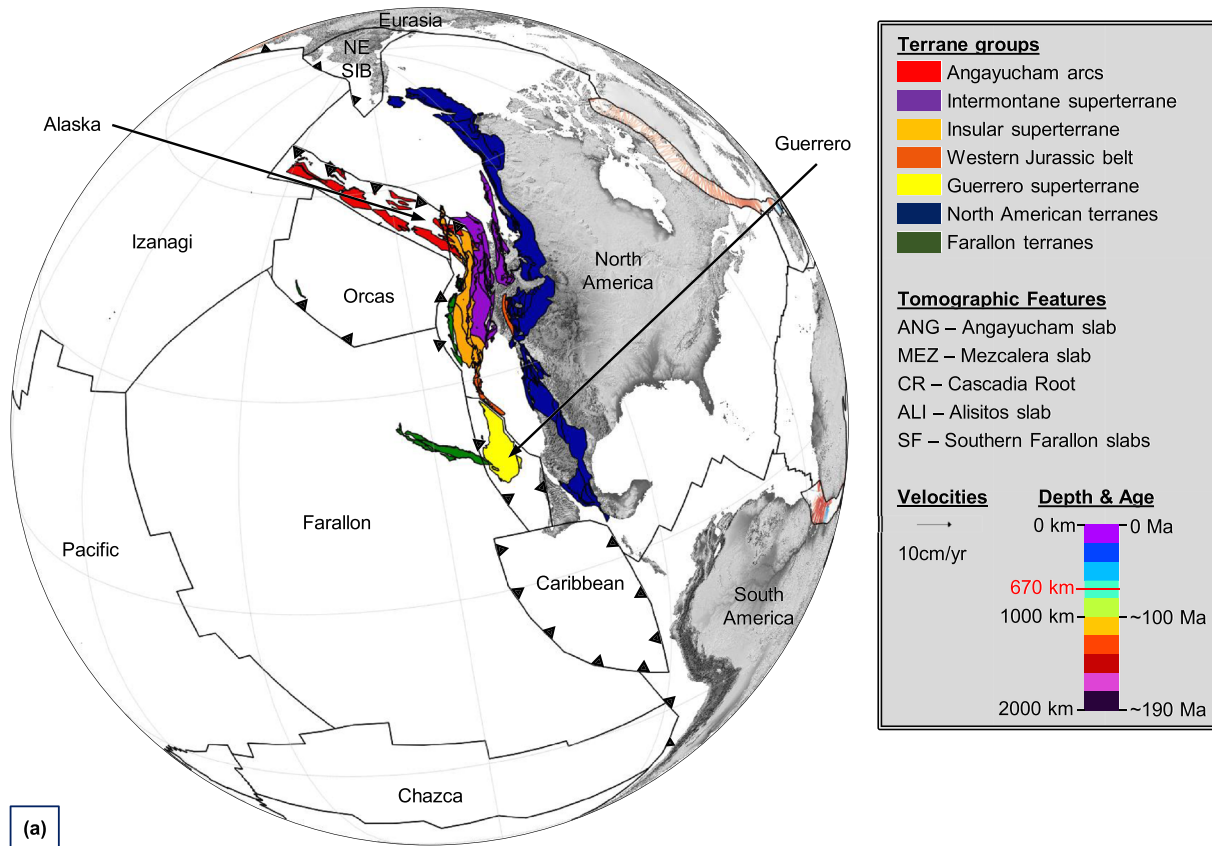 Eurasia
NE
SIB
Alaska
Guerrero
Izanagi
Orcas
North
America
Farallon
Pacific
Caribbean
South
America
Chazca
(a)
Terrane groups
Angayucham arcs
Intermontane superterrane
Insular superterrane
Western Jurassic belt
Guerrero superterrane
North American terranes
Farallon terranes
Tomographic Features
ANG – Angayucham slab
MEZ – Mezcalera slab
CR – Cascadia Root
ALI – Alisitos slab
SF – Southern Farallon slabs
Velocities
10cm/yr
Depth & Age
0 km 0 Ma
670 km
1000 km ~100 Ma
2000 km ~190 Ma